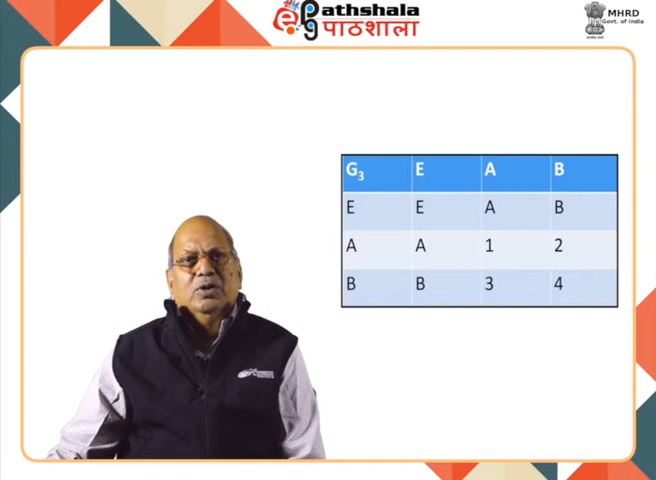 Pathshala
पाठशाला
MHRD
Govt. of India
G3 E A B
E E A B
A A 1 2
B B 3 4